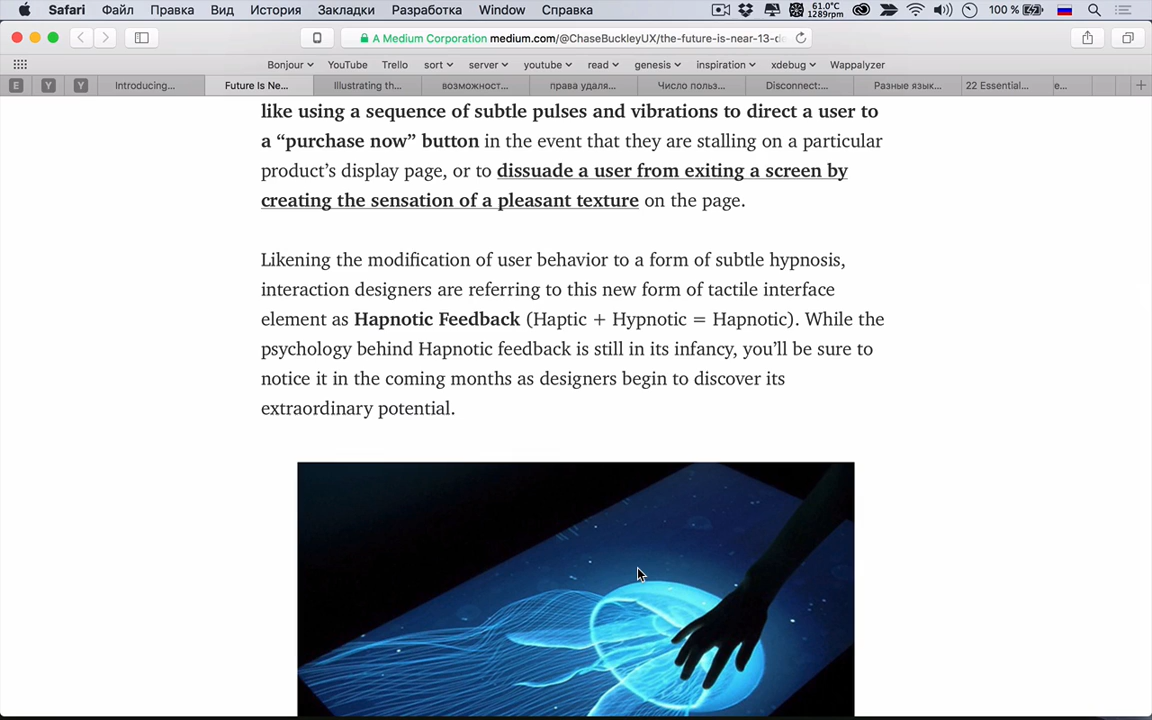 Safari Файл Правка Вид История Закладки Разработка Window Справка 61.0°C 1289rpm 100 %
A Medium Corporation medium.com/@ChaseBuckleyUX/the-future-is-near-13-d
Bonjour YouTube Trello sort server youtube read genesis inspiration xdebug Wappalyzer
E Y Y Introducing... Future Is Ne... Illustrating th... возможност... права удаля... Число польз... Disconnect:... Разные язык... 22 Essential... е...
like using a sequence of subtle pulses and vibrations to direct a user to
a “purchase now” button in the event that they are stalling on a particular
product’s display page, or to dissuade a user from exiting a screen by
creating the sensation of a pleasant texture on the page.
Likening the modification of user behavior to a form of subtle hypnosis,
interaction designers are referring to this new form of tactile interface
element as Hapnotic Feedback (Haptic + Hypnotic = Hapnotic). While the
psychology behind Hapnotic feedback is still in its infancy, you’ll be sure to
notice it in the coming months as designers begin to discover its
extraordinary potential.